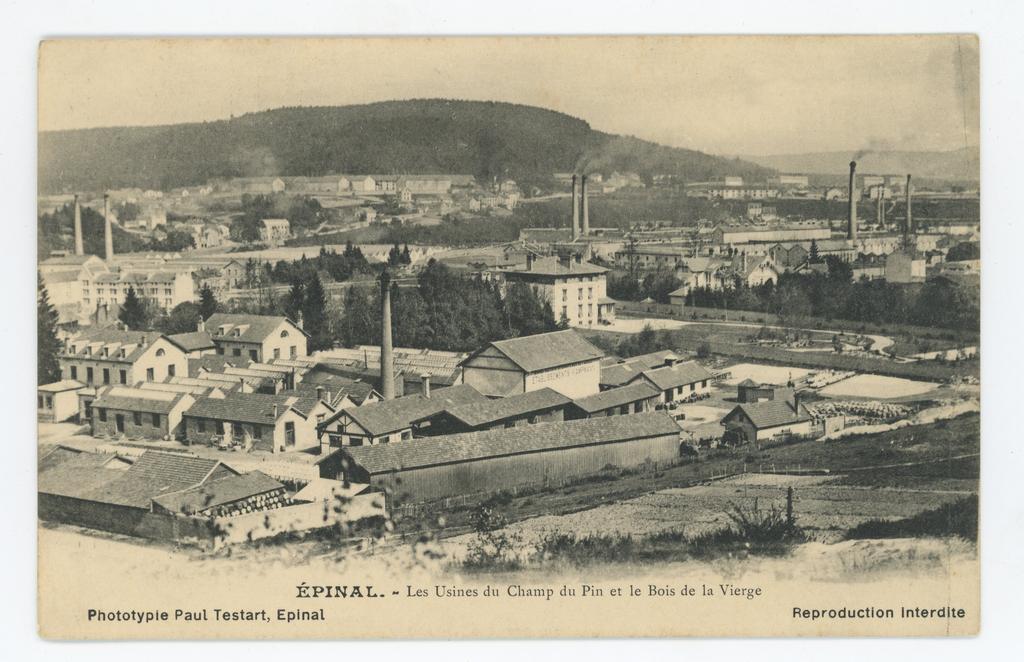 ETABLISSEMENTS
ÉPINAL. - Les Usines du Champ du Pin et le Bois de la Vierge
Phototypie Paul Testart, Epinal
Reproduction Interdite